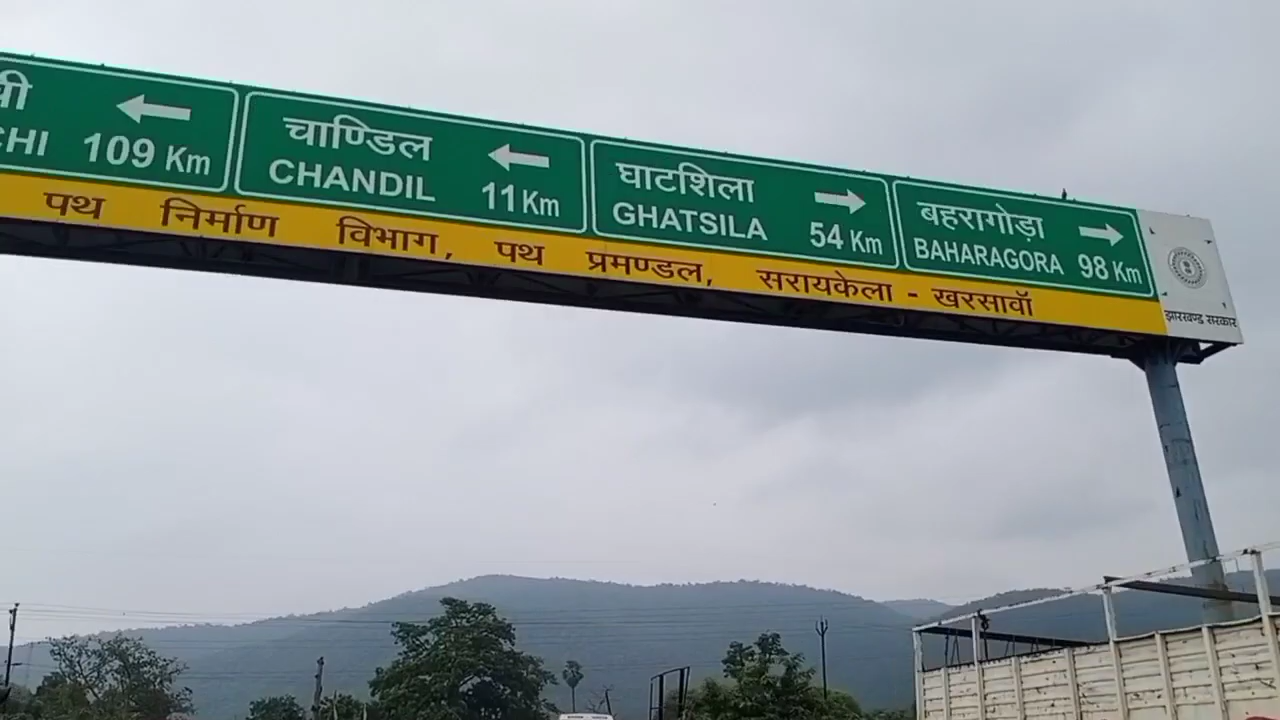 109 Km
चाण्डिल
CHANDIL 11 Km
घाटशिला
GHATSILA 54 Km
बहरागोड़ा
BAHARAGORA 98 Km
पथ निर्माण विभाग, पथ प्रमण्डल, सरायकेला - खरसावॉ
झारखण्ड सरकार